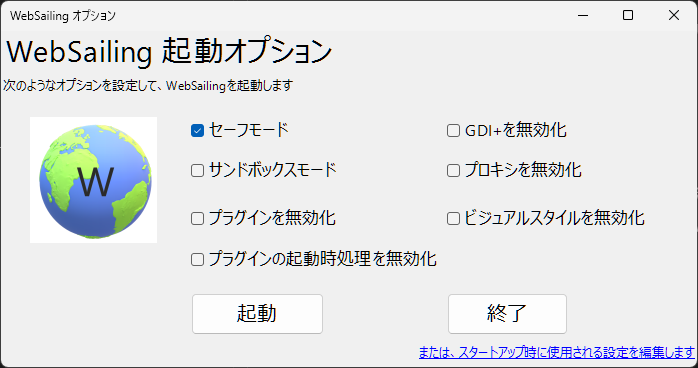 WebSailing オプション
WebSailing 起動オプション
次のようなオプションを設定して、WebSailingを起動します
W
セーフモード
GDI+を無効化
サンドボックスモード
プロキシを無効化
プラグインを無効化
ビジュアルスタイルを無効化
プラグインの起動時処理を無効化
起動
終了
または、スタートアップ時に使用される設定を編集します